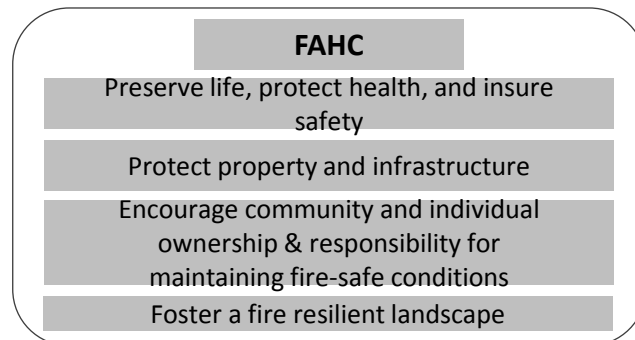 FAHC
Preserve life, protect health, and insure
safety
Protect property and infrastructure
Encourage community and individual
ownership & responsibility for
maintaining fire-safe conditions
Foster a fire resilient landscape